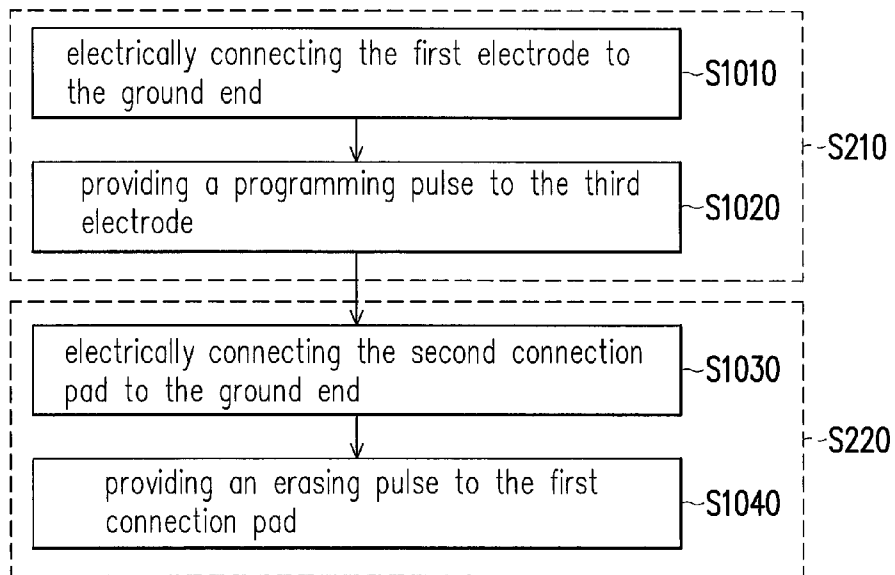 electrically connecting the first electrode to
the ground end
S1010
S210
providing a programming pulse to the third
electrode
S1020
electrically connecting the second connection
pad to the ground end
S1030
S220
providing an erasing pulse to the first
connection pad
S1040